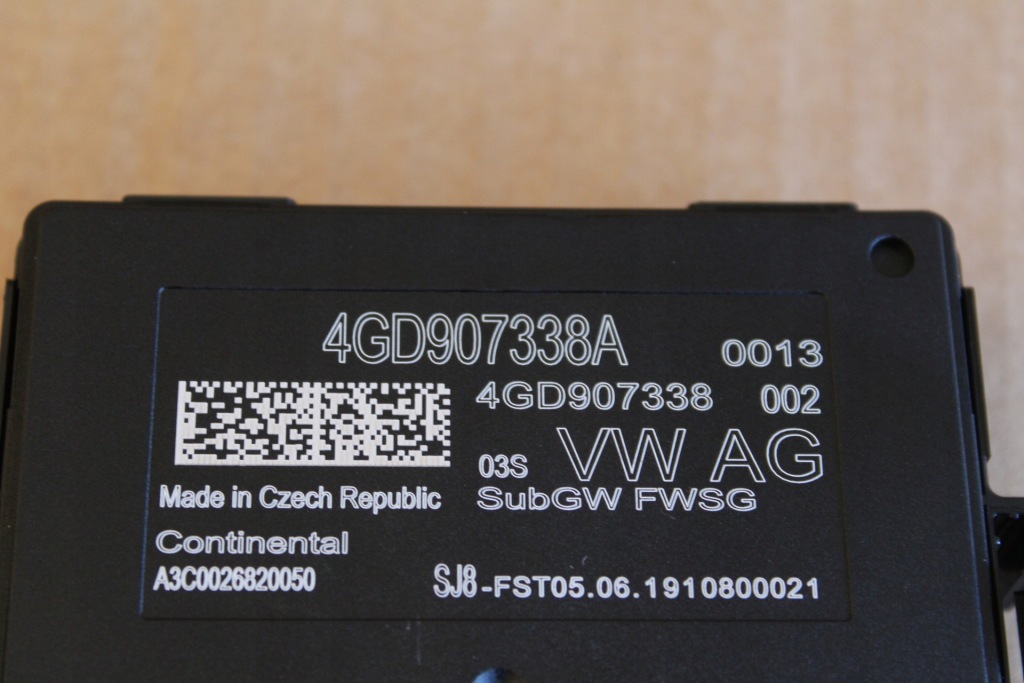 4GD907338A 0013
4GD907338 002
03S VW AG
Made in Czech Republic SubGW FWSG
Continental
A3C0026820050 SJ8-FST05.06.1910800021